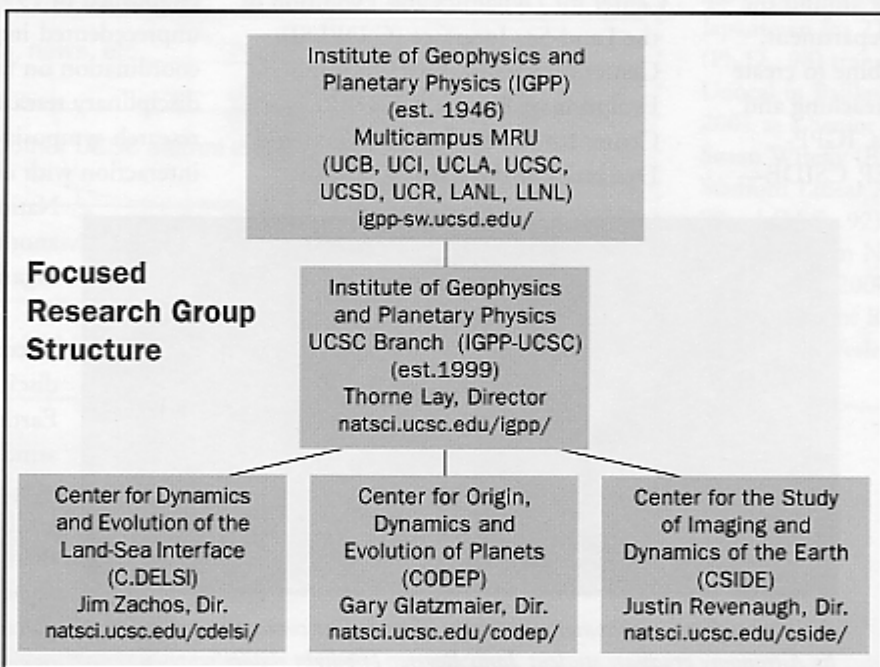 Institute of Geophysics and
Planetary Physics (IGPP)
(est. 1946)
Multicampus MRU
(UCB, UCI, UCLA, UCSC,
UCSD, UCR, LANL, LLNL)
igpp-sw.ucsd.edu/
Focused
Research Group
Structure
Institute of Geophysics
and Planetary Physics
UCSC Branch (IGPP-UCSC)
(est.1999)
Thorne Lay, Director
natsci.ucsc.edu/igpp/
Center for Dynamics
and Evolution of the
Land-Sea Interface
(C.DELSI)
Jim Zachos, Dir.
natsci.ucsc.edu/cdelsi/
Center for Origin,
Dynamics and
Evolution of Planets
(CODEP)
Gary Glatzmaier, Dir.
natsci.ucsc.edu/codep/
Center for the Study
of Imaging and
Dynamics of the Earth
(CSIDE)
Justin Revenaugh, Dir.
natsci.ucsc.edu/cside/